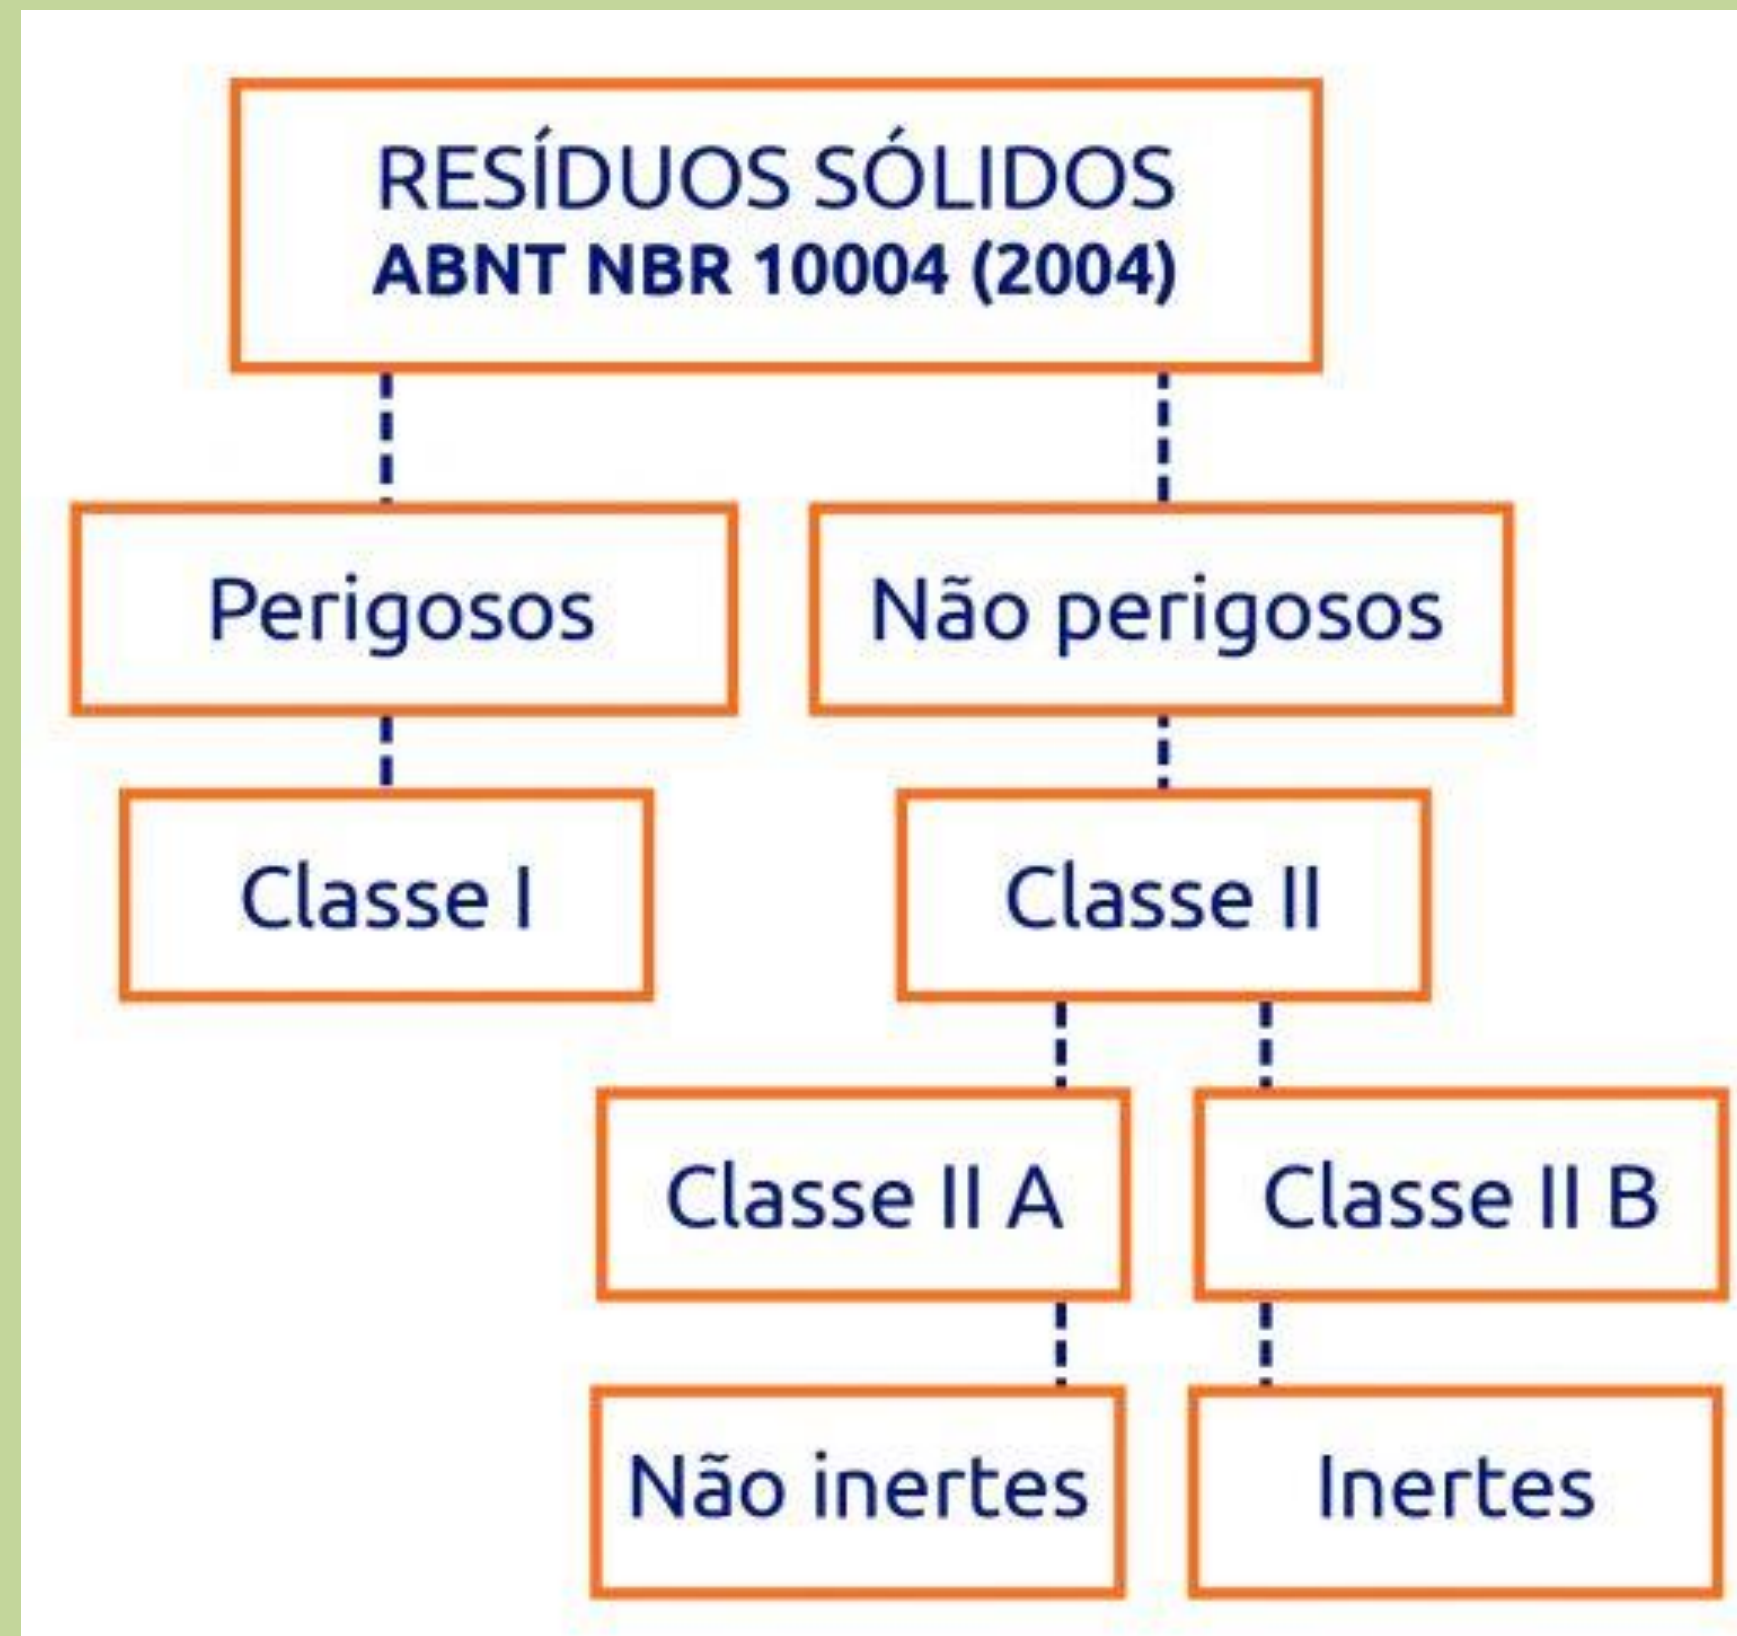 RESÍDUOS SÓLIDOS
ABNT NBR 10004 (2004)
Perigosos
Não perigosos
Classe I
Classe II
Classe II A
Classe II B
Não inertes
Inertes